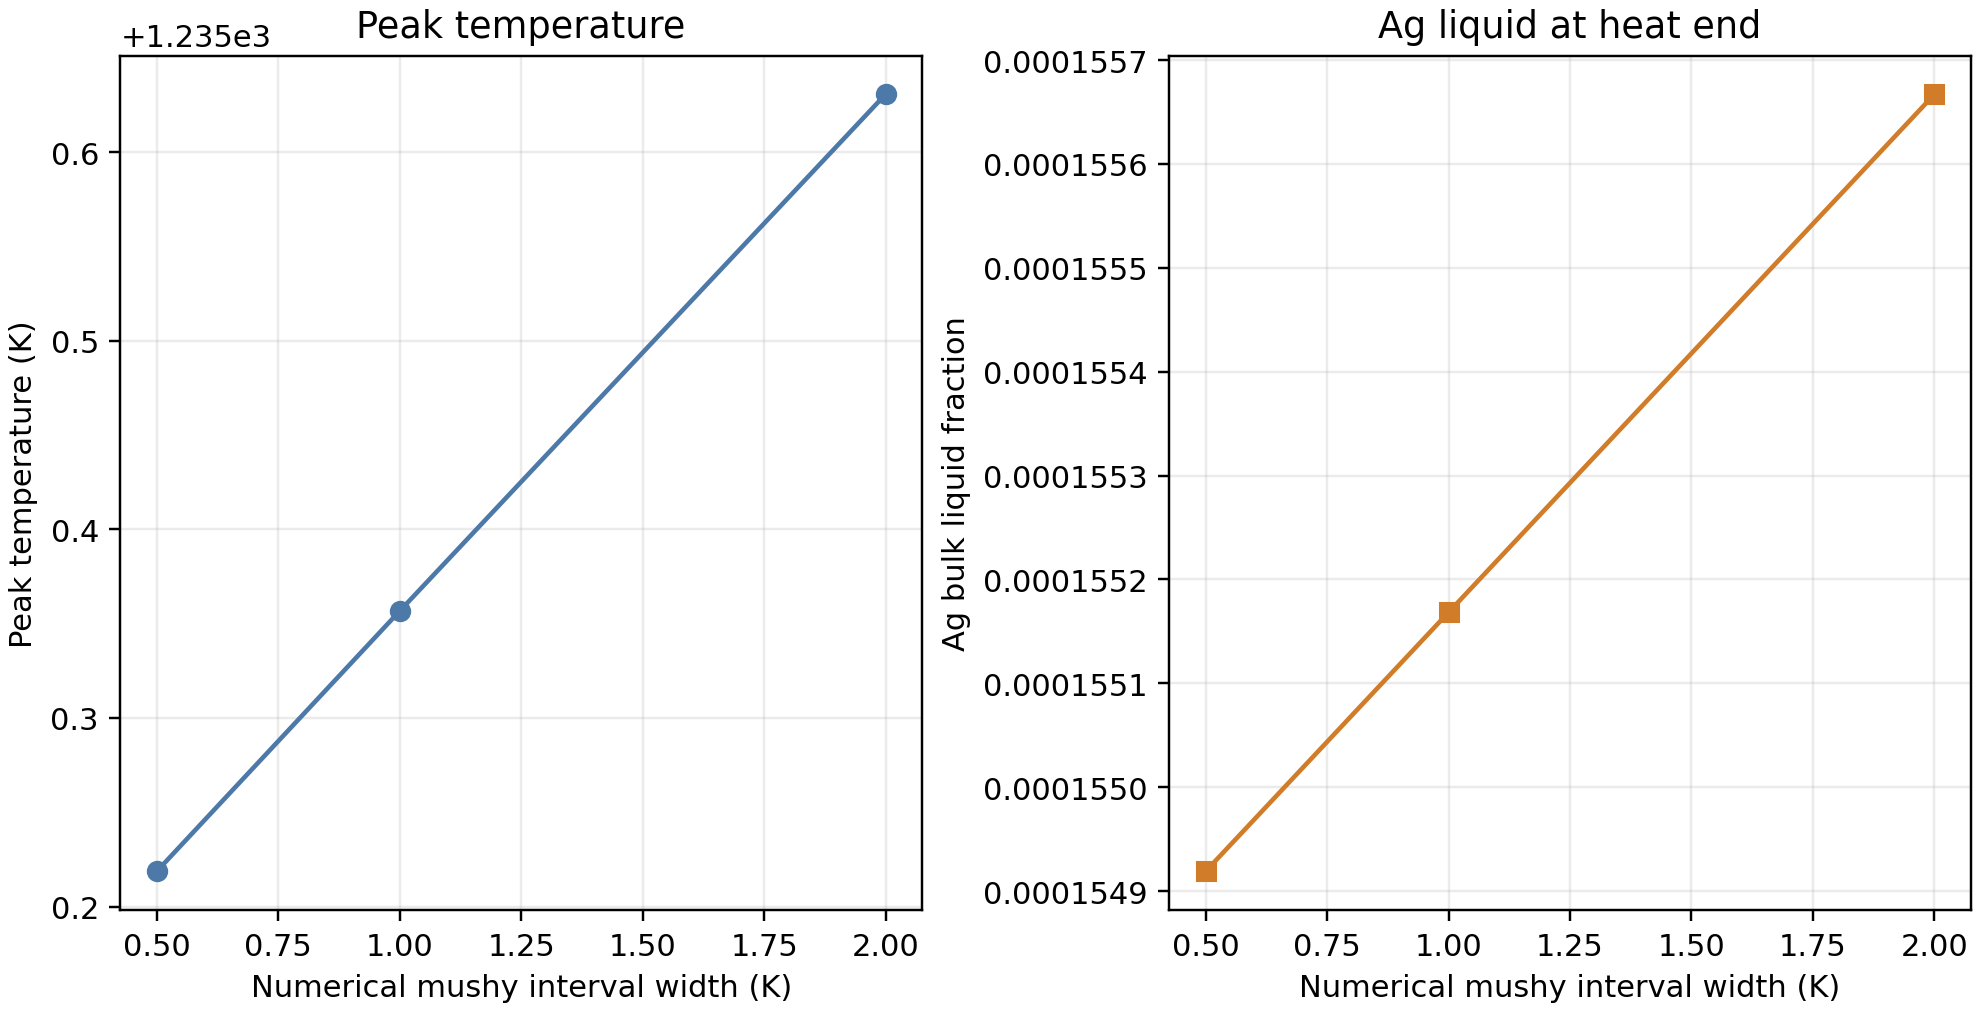 Peak temperature
+1.235e3
Peak temperature (K)
0.6
0.5
0.4
0.3
0.2
0.50 0.75 1.00 1.25 1.50 1.75 2.00
Numerical mushy interval width (K)
Ag liquid at heat end
Ag bulk liquid fraction
0.0001557
0.0001556
0.0001555
0.0001554
0.0001553
0.0001552
0.0001551
0.0001550
0.0001549
0.50 0.75 1.00 1.25 1.50 1.75 2.00
Numerical mushy interval width (K)